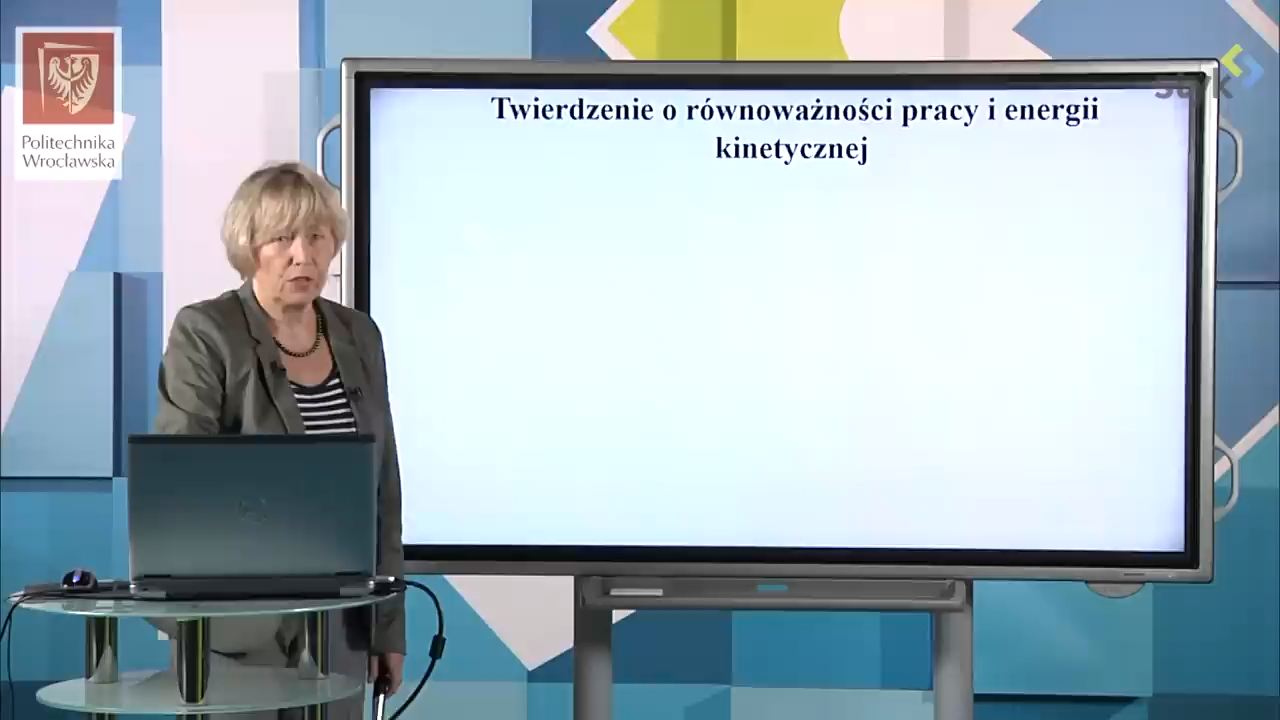 Politechnika
Wrocławska
Twierdzenie o równoważności pracy i energii
kinetycznej